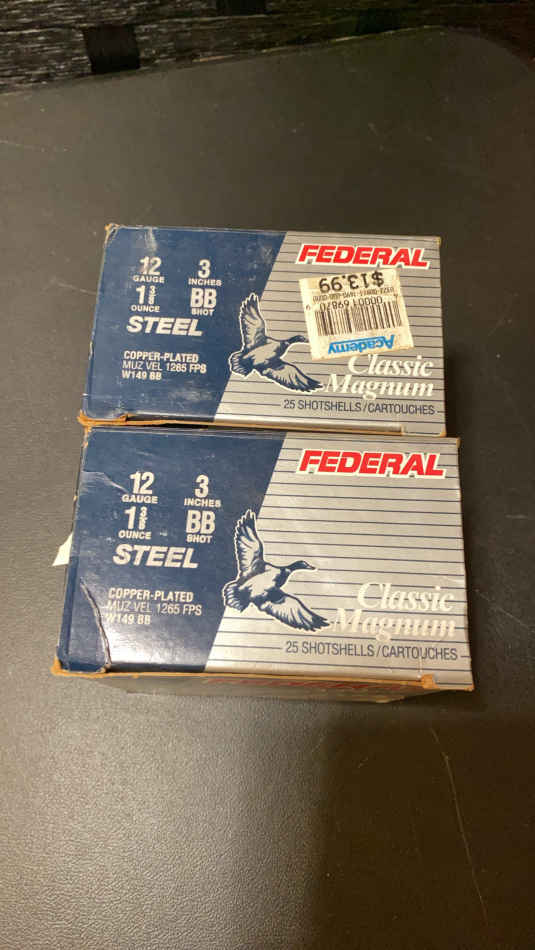 FEDERAL
12 3
GAUGE INCHES
1 3/8 BB
OUNCE SHOT
STEEL
COPPER-PLATED
MUZ VEL 1265 FPS
W149 BB
$13.99
Academy
Classic
Magnum
25 SHOTSHELLS/CARTOUCHES
FEDERAL
12 3
GAUGE INCHES
1 3/8 BB
OUNCE SHOT
STEEL
COPPER-PLATED
MUZ VEL 1265 FPS
W149 BB
Classic
Magnum
25 SHOTSHELLS/CARTOUCHES